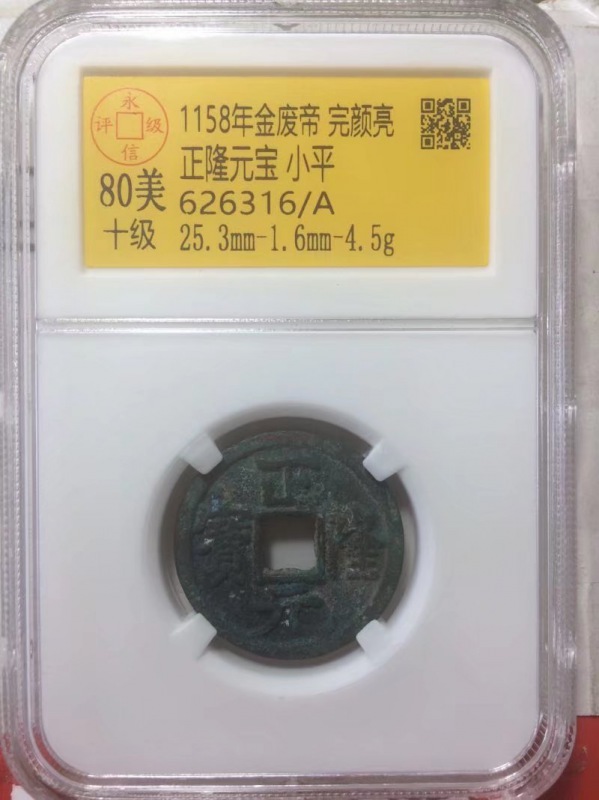 永信评级
80美
十级
1158年金废帝 完颜亮
正隆元宝 小平
626316/A
25.3mm-1.6mm-4.5g
正隆元寳